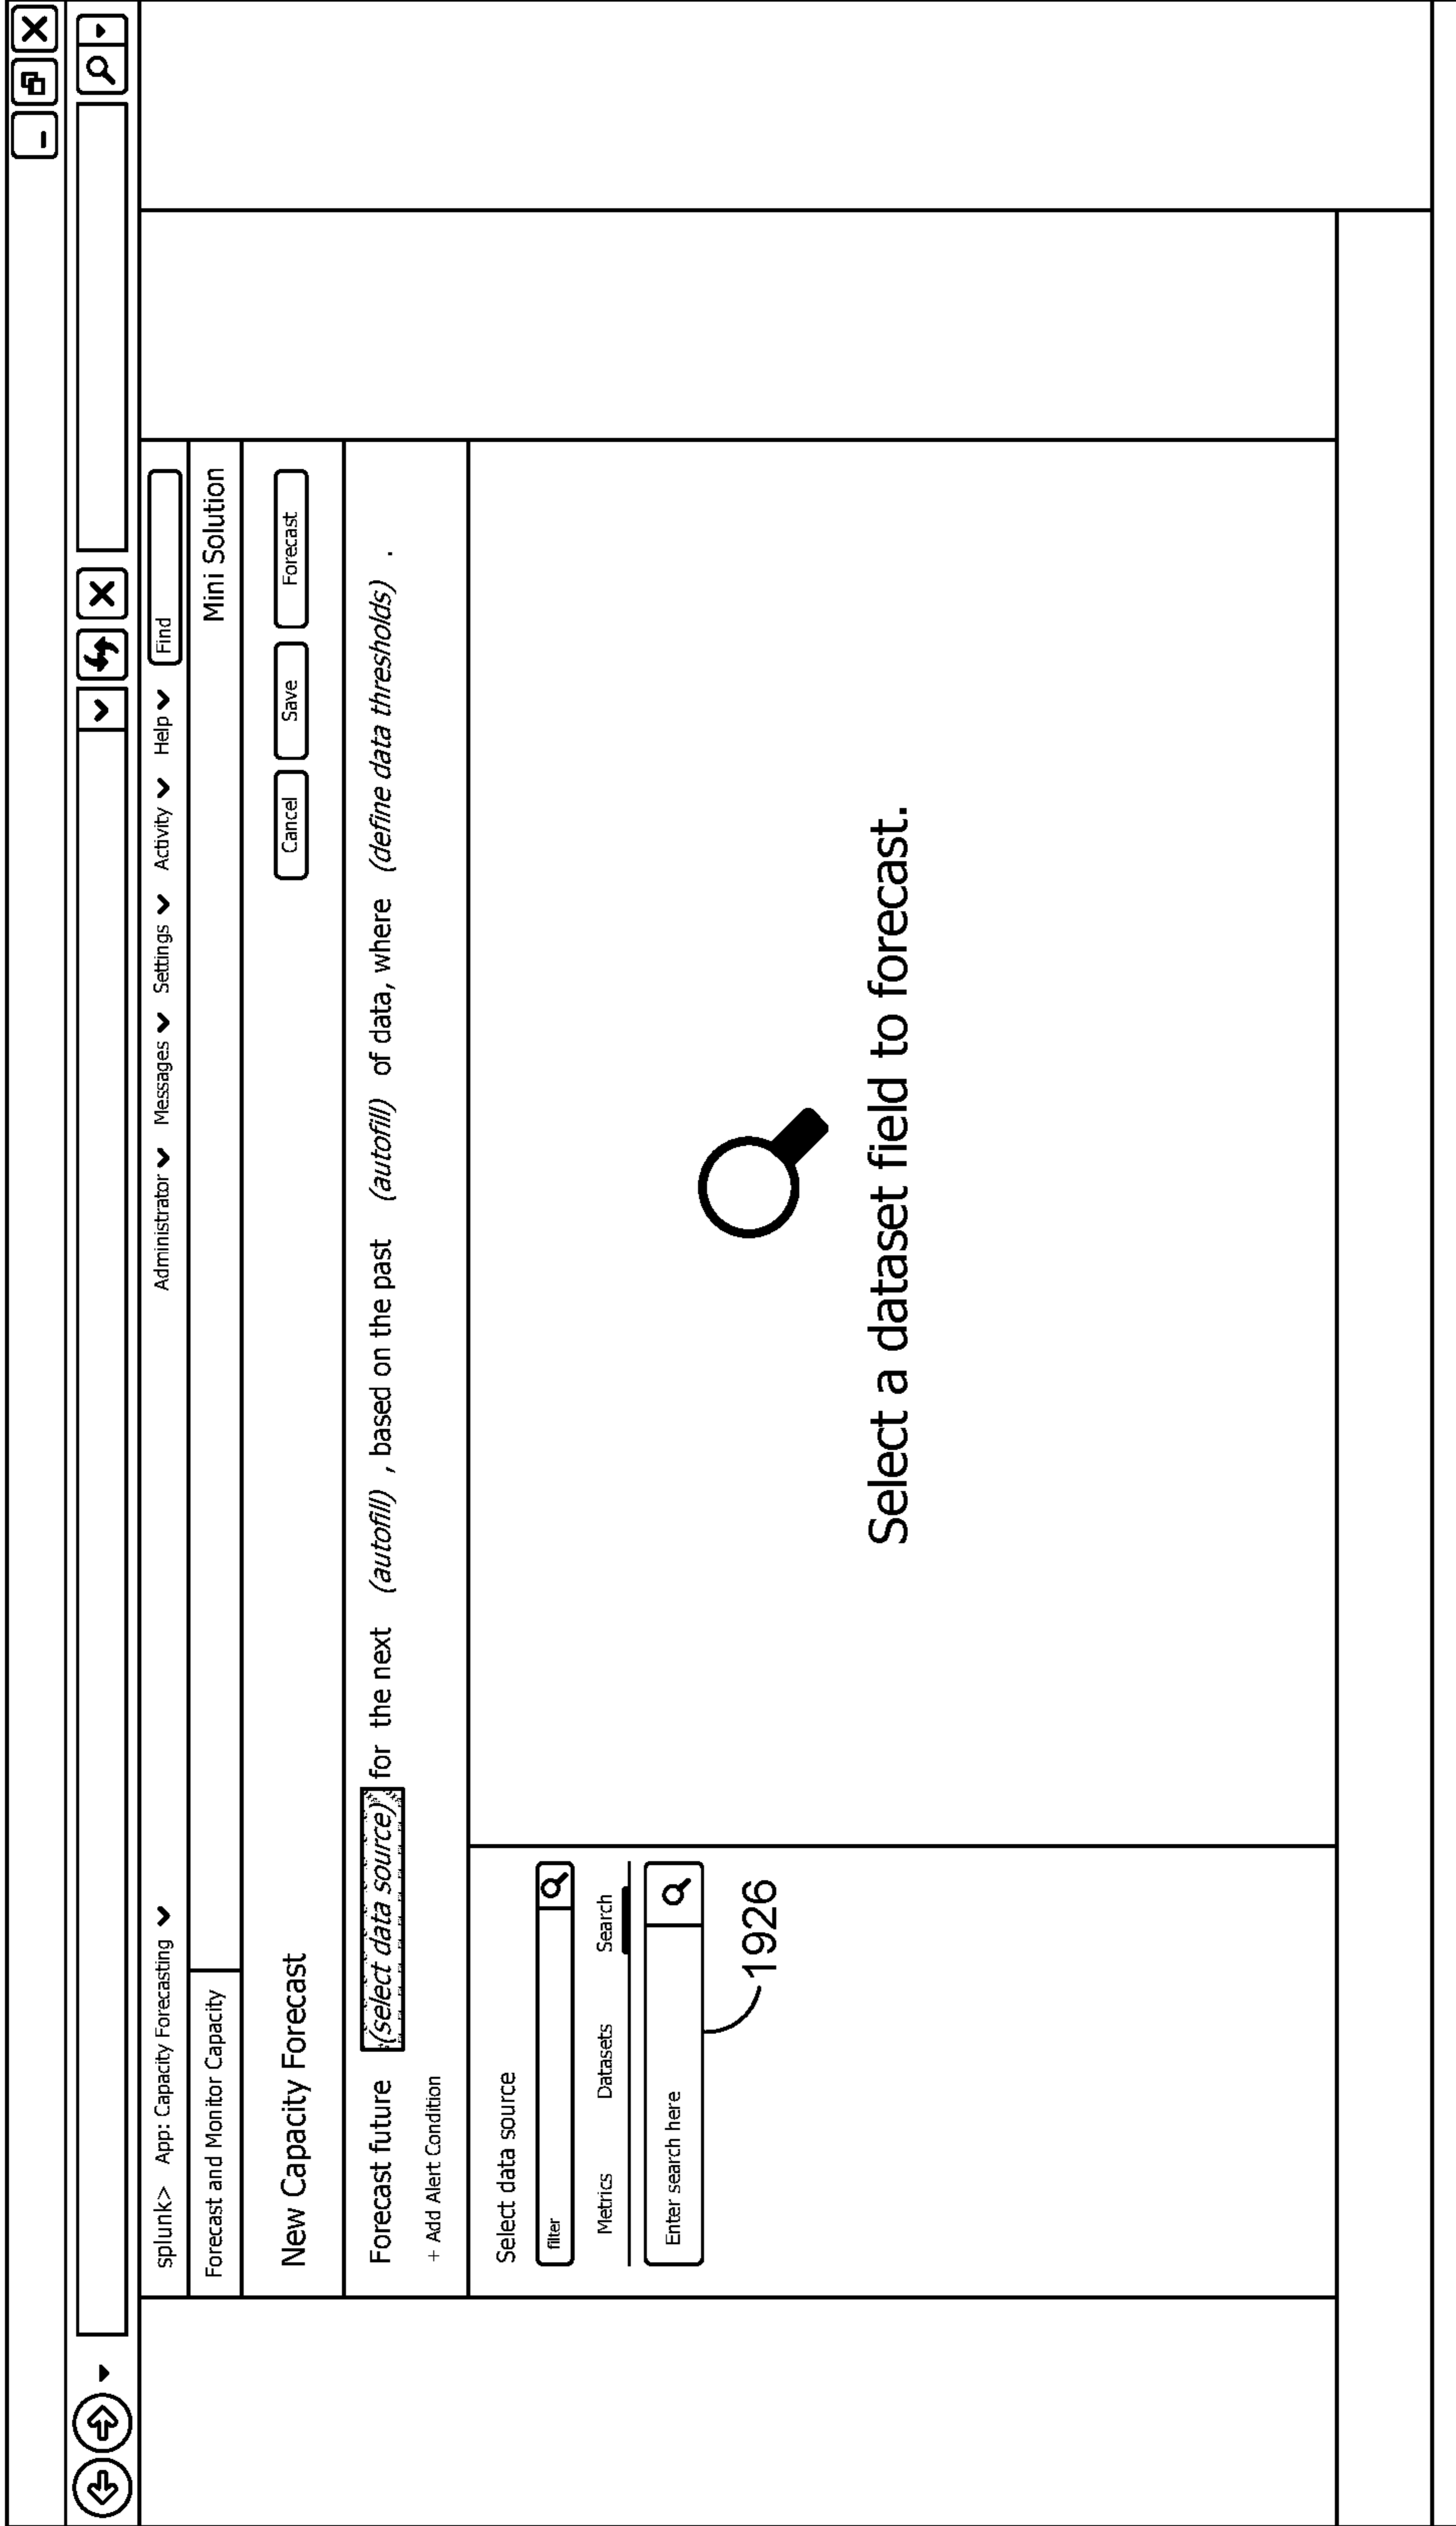 splunk> App: Capacity Forecasting Administrator Messages Settings Activity Help Find
Forecast and Monitor Capacity Mini Solution
New Capacity Forecast Cancel Save Forecast
Forecast future (select data source) for the next (autofill) , based on the past (autofill) of data, where (define data thresholds) .
+ Add Alert Condition
Select data source
filter
Metrics Datasets Search
Enter search here
1926
Select a dataset field to forecast.